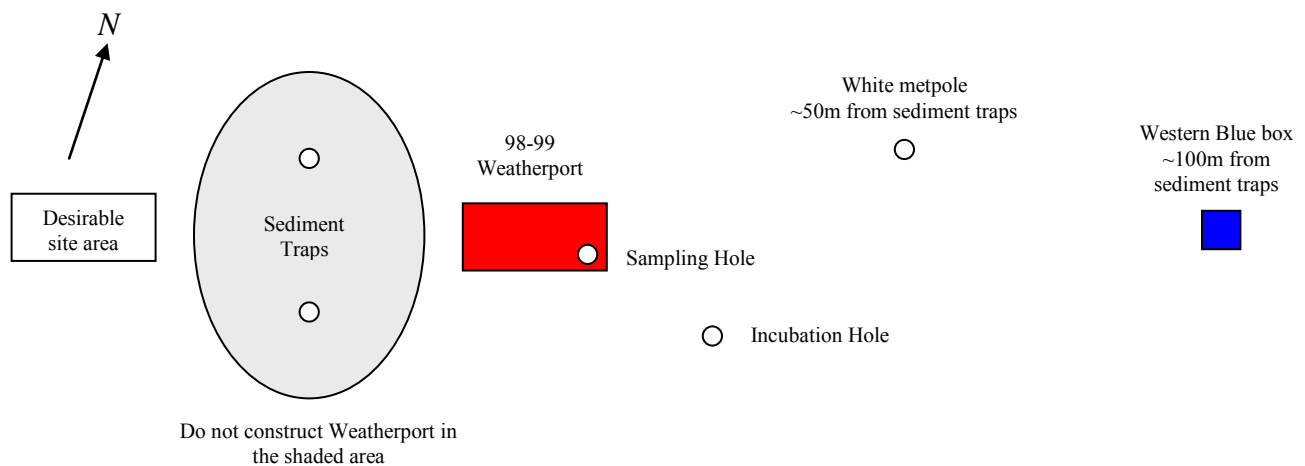 N
White metpole
~50m from sediment traps
98-99
Weatherport
Western Blue box
~100m from
sediment traps
Desirable
site area
Sediment
Traps
Sampling Hole
Incubation Hole
Do not construct Weatherport in
the shaded area